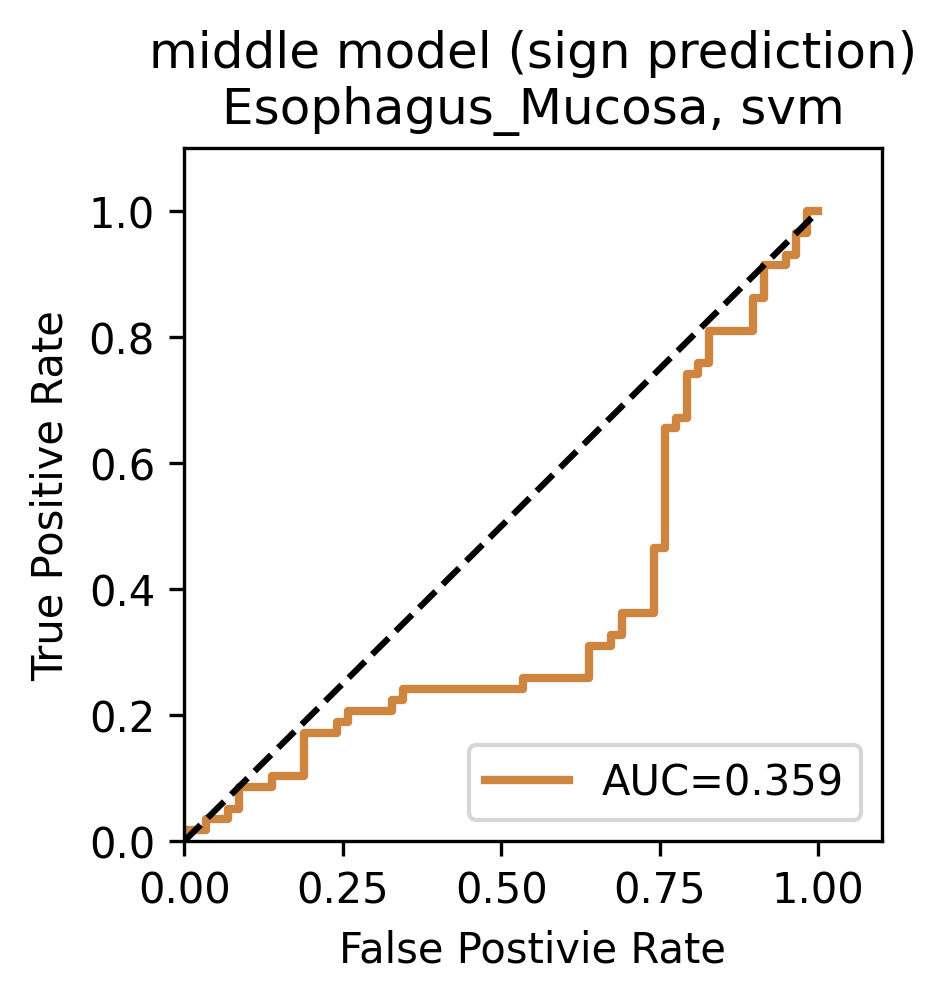 middle model (sign prediction)
Esophagus_Mucosa, svm
True Positive Rate
1.0
0.8
0.6
0.4
0.2
0.0
AUC=0.359
0.00 0.25 0.50 0.75 1.00
False Postivie Rate